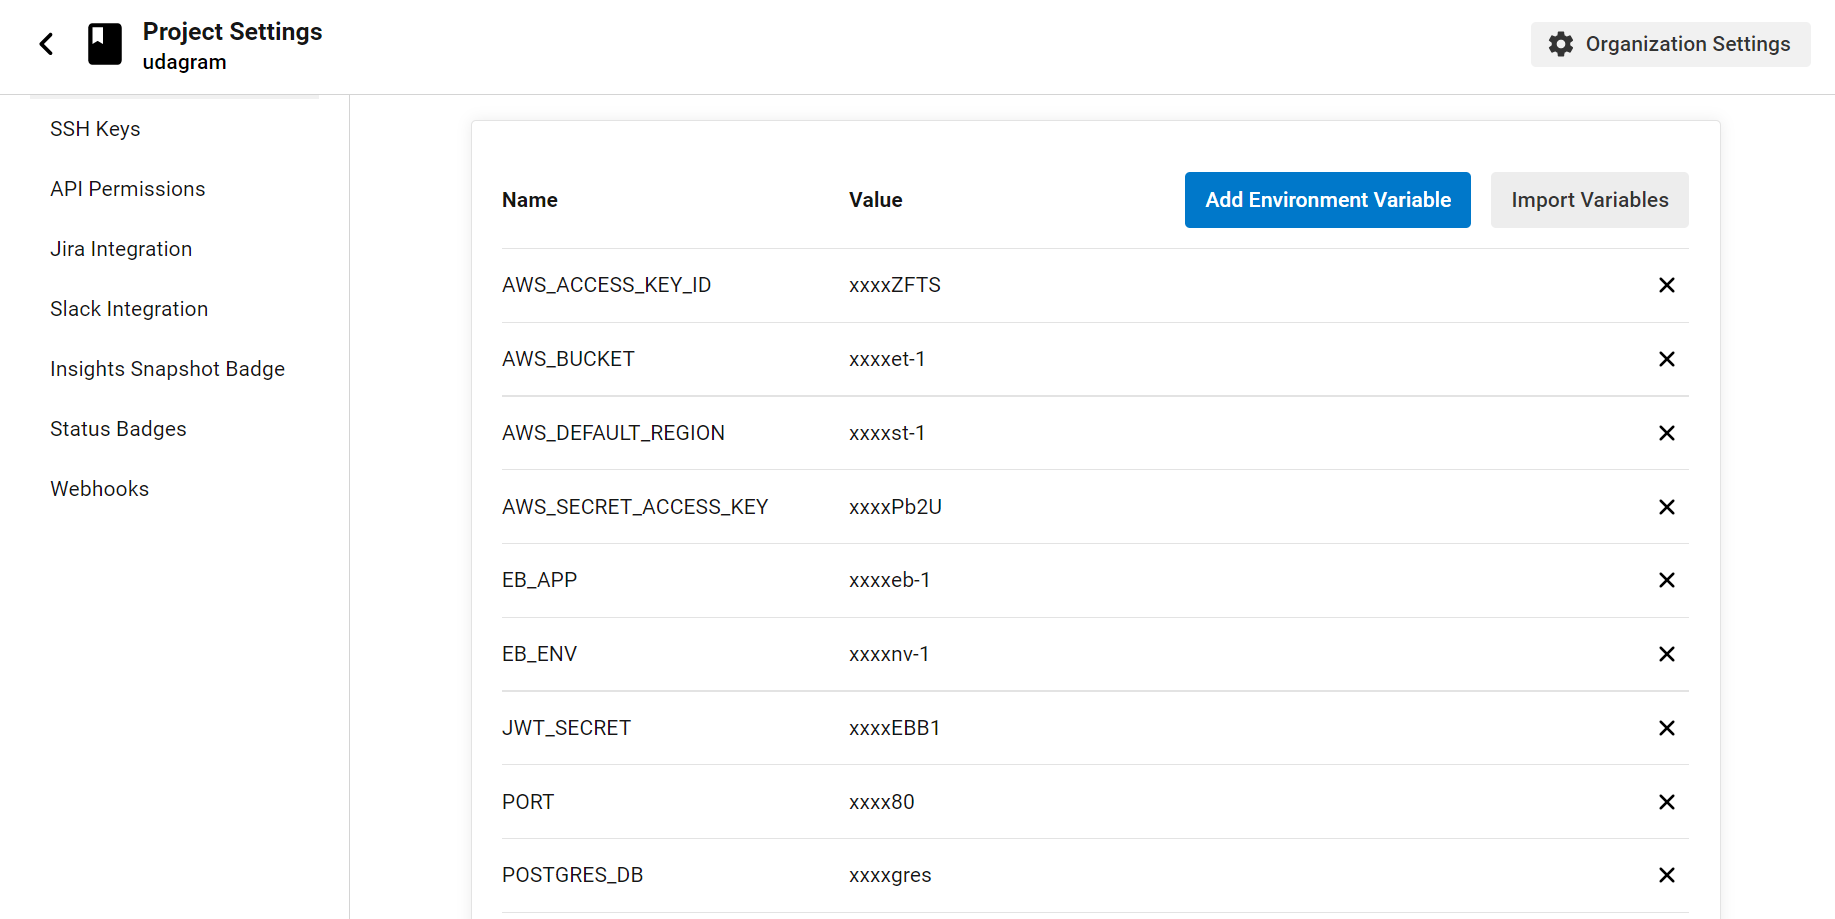 Project Settings
udagram
Organization Settings
SSH Keys
API Permissions
Jira Integration
Slack Integration
Insights Snapshot Badge
Status Badges
Webhooks
Name Value Add Environment Variable Import Variables
AWS_ACCESS_KEY_ID xxxxZFTS
AWS_BUCKET xxxxet-1
AWS_DEFAULT_REGION xxxxst-1
AWS_SECRET_ACCESS_KEY xxxxPb2U
EB_APP xxxxeb-1
EB_ENV xxxxnv-1
JWT_SECRET xxxxEBB1
PORT xxxx80
POSTGRES_DB xxxxgres